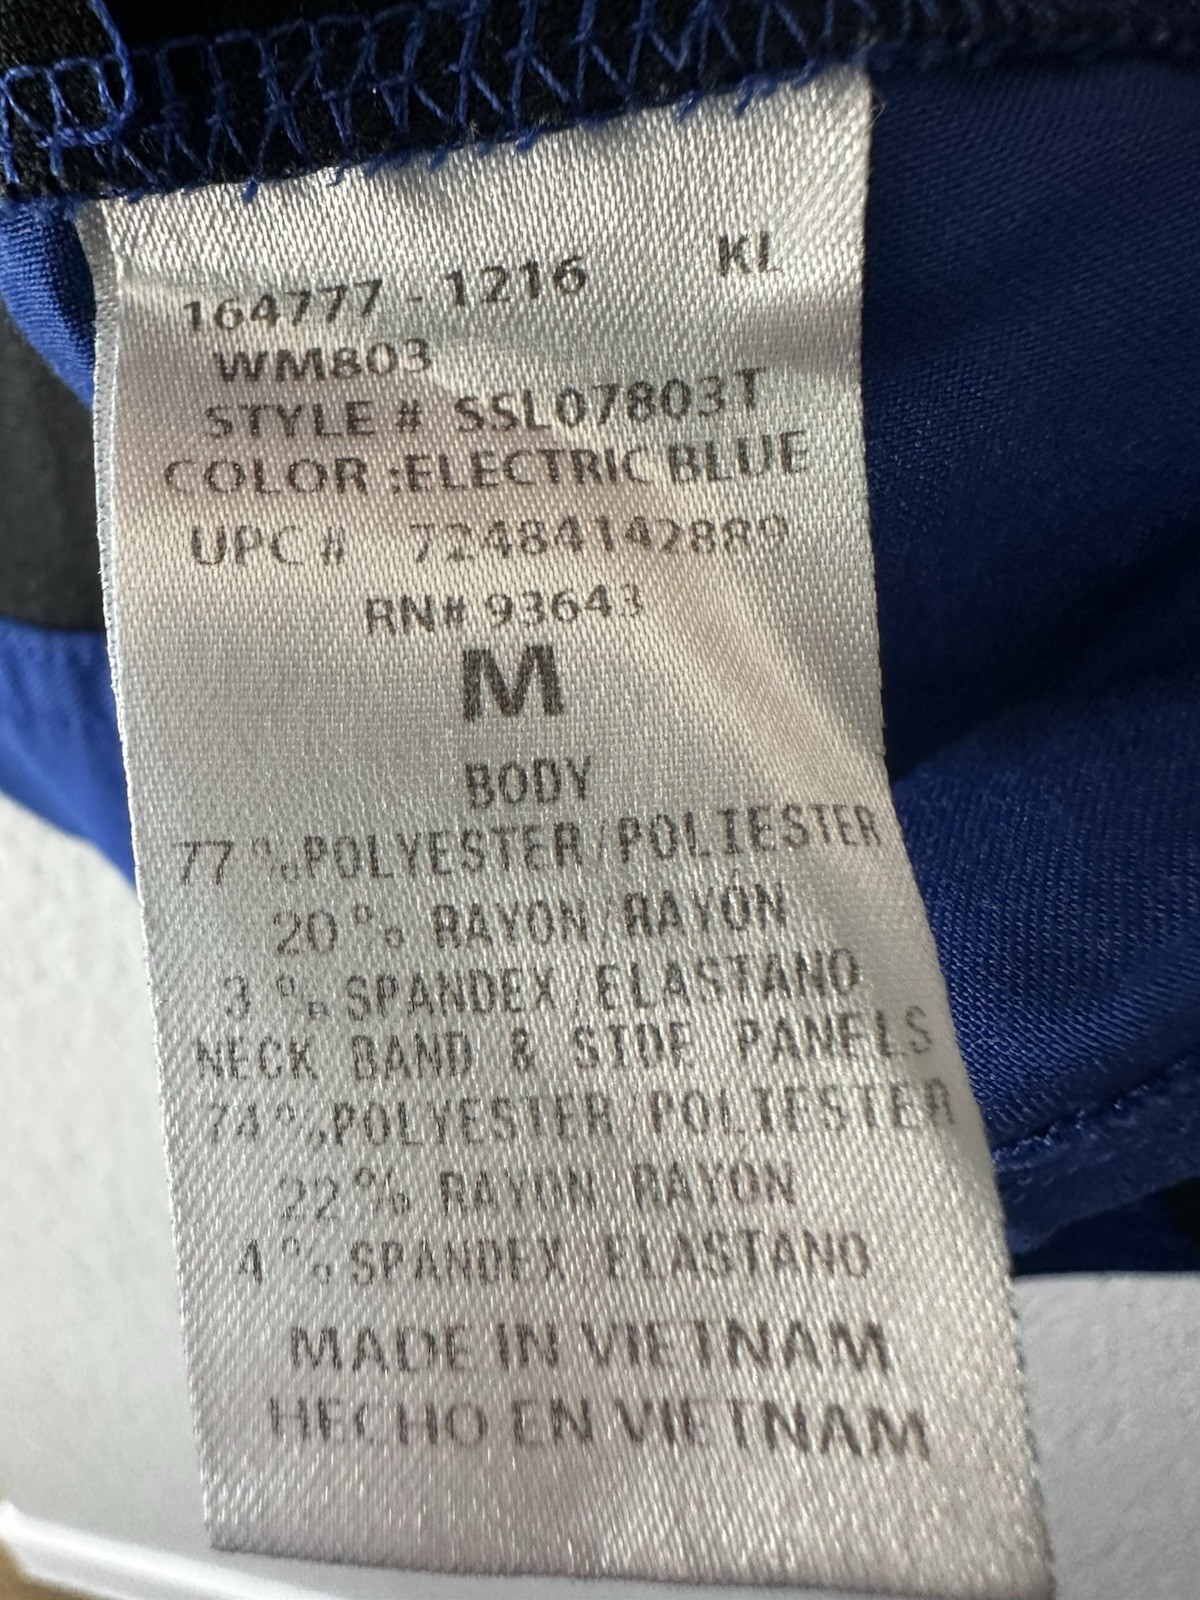 164777 - 1216 KL
WM803
STYLE # SSL07803T
COLOR :ELECTRIC BLUE
UPC# 72484142889
RN# 93643
M
BODY
77 % POLYESTER/POLIESTER
20 % RAYON/RAYÓN
3 % SPANDEX/ELASTANO
NECK BAND & SIDE PANELS
74 % POLYESTER/POLIESTER
22 % RAYON/RAYÓN
4 % SPANDEX/ELASTANO
MADE IN VIETNAM
HECHO EN VIETNAM